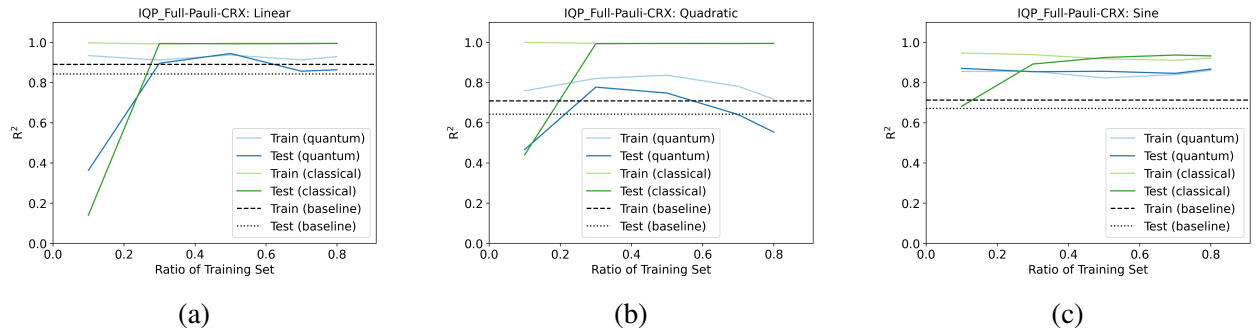 IQP_Full-Pauli-CRX: Linear
1.0
0.8
0.6
0.4
0.2
0.0
R²
Train (quantum)
Test (quantum)
Train (classical)
Test (classical)
Train (baseline)
Test (baseline)
0.0 0.2 0.4 0.6 0.8
Ratio of Training Set
(a)
IQP_Full-Pauli-CRX: Quadratic
1.0
0.8
0.6
0.4
0.2
0.0
R²
Train (quantum)
Test (quantum)
Train (classical)
Test (classical)
Train (baseline)
Test (baseline)
0.0 0.2 0.4 0.6 0.8
Ratio of Training Set
(b)
IQP_Full-Pauli-CRX: Sine
1.0
0.8
0.6
0.4
0.2
0.0
R²
Train (quantum)
Test (quantum)
Train (classical)
Test (classical)
Train (baseline)
Test (baseline)
0.0 0.2 0.4 0.6 0.8
Ratio of Training Set
(c)